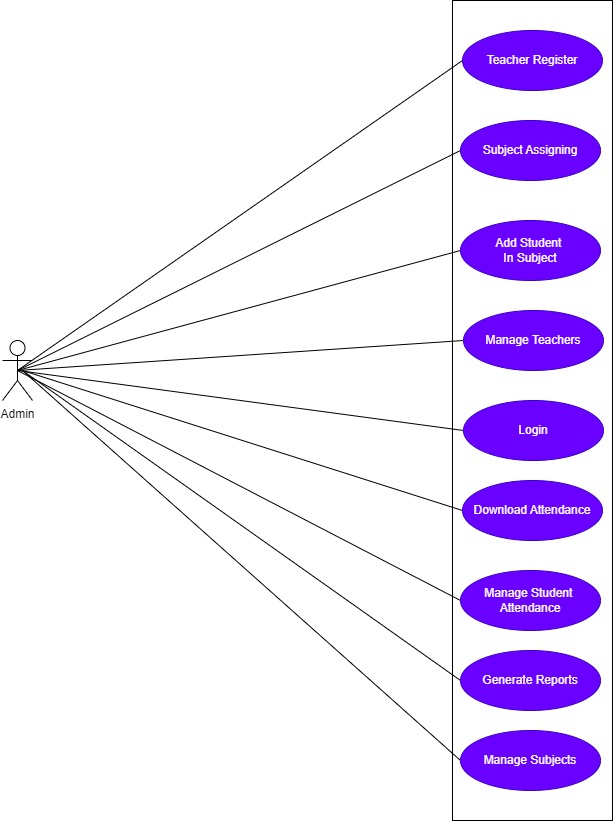 Teacher Register
Subject Assigning
Add Student
In Subject
Manage Teachers
Admin
Login
Download Attendance
Manage Student
Attendance
Generate Reports
Manage Subjects